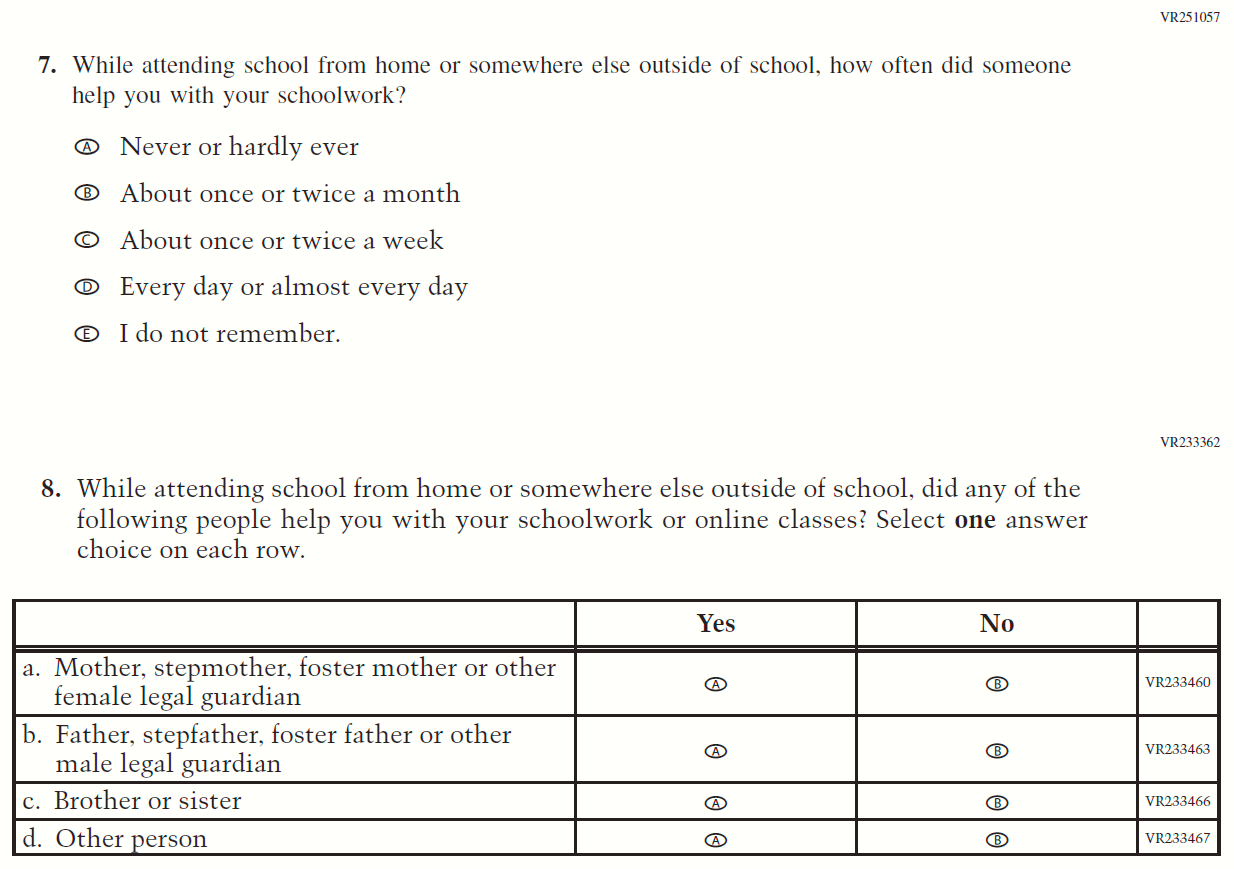 VR251057
7. While attending school from home or somewhere else outside of school, how often did someone
help you with your schoolwork?
A Never or hardly ever
B About once or twice a month
C About once or twice a week
D Every day or almost every day
E I do not remember.
VR233362
8. While attending school from home or somewhere else outside of school, did any of the
following people help you with your schoolwork or online classes? Select one answer
choice on each row.
Yes No
a. Mother, stepmother, foster mother or other
female legal guardian
A B VR233460
b. Father, stepfather, foster father or other
male legal guardian
A B VR233463
c. Brother or sister A B VR233466
d. Other person A B VR233467